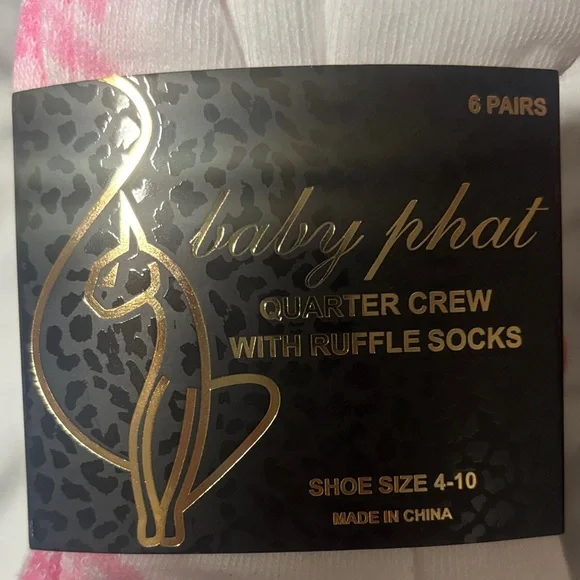 6 PAIRS
baby phat
QUARTER CREW
WITH RUFFLE SOCKS
SHOE SIZE 4-10
MADE IN CHINA